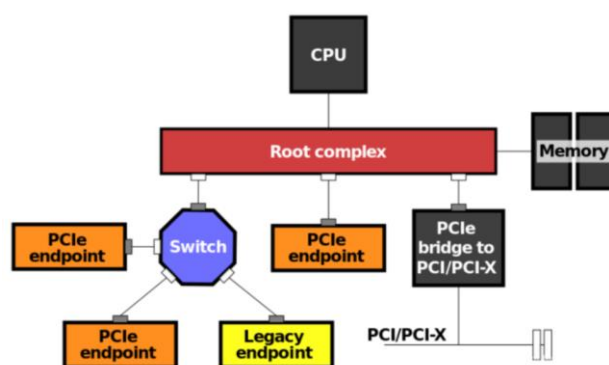 CPU
Root complex
Memory
PCIe
endpoint
Switch
PCIe
endpoint
PCIe
bridge to
PCI/PCI-X
PCIe
endpoint
Legacy
endpoint
PCI/PCI-X